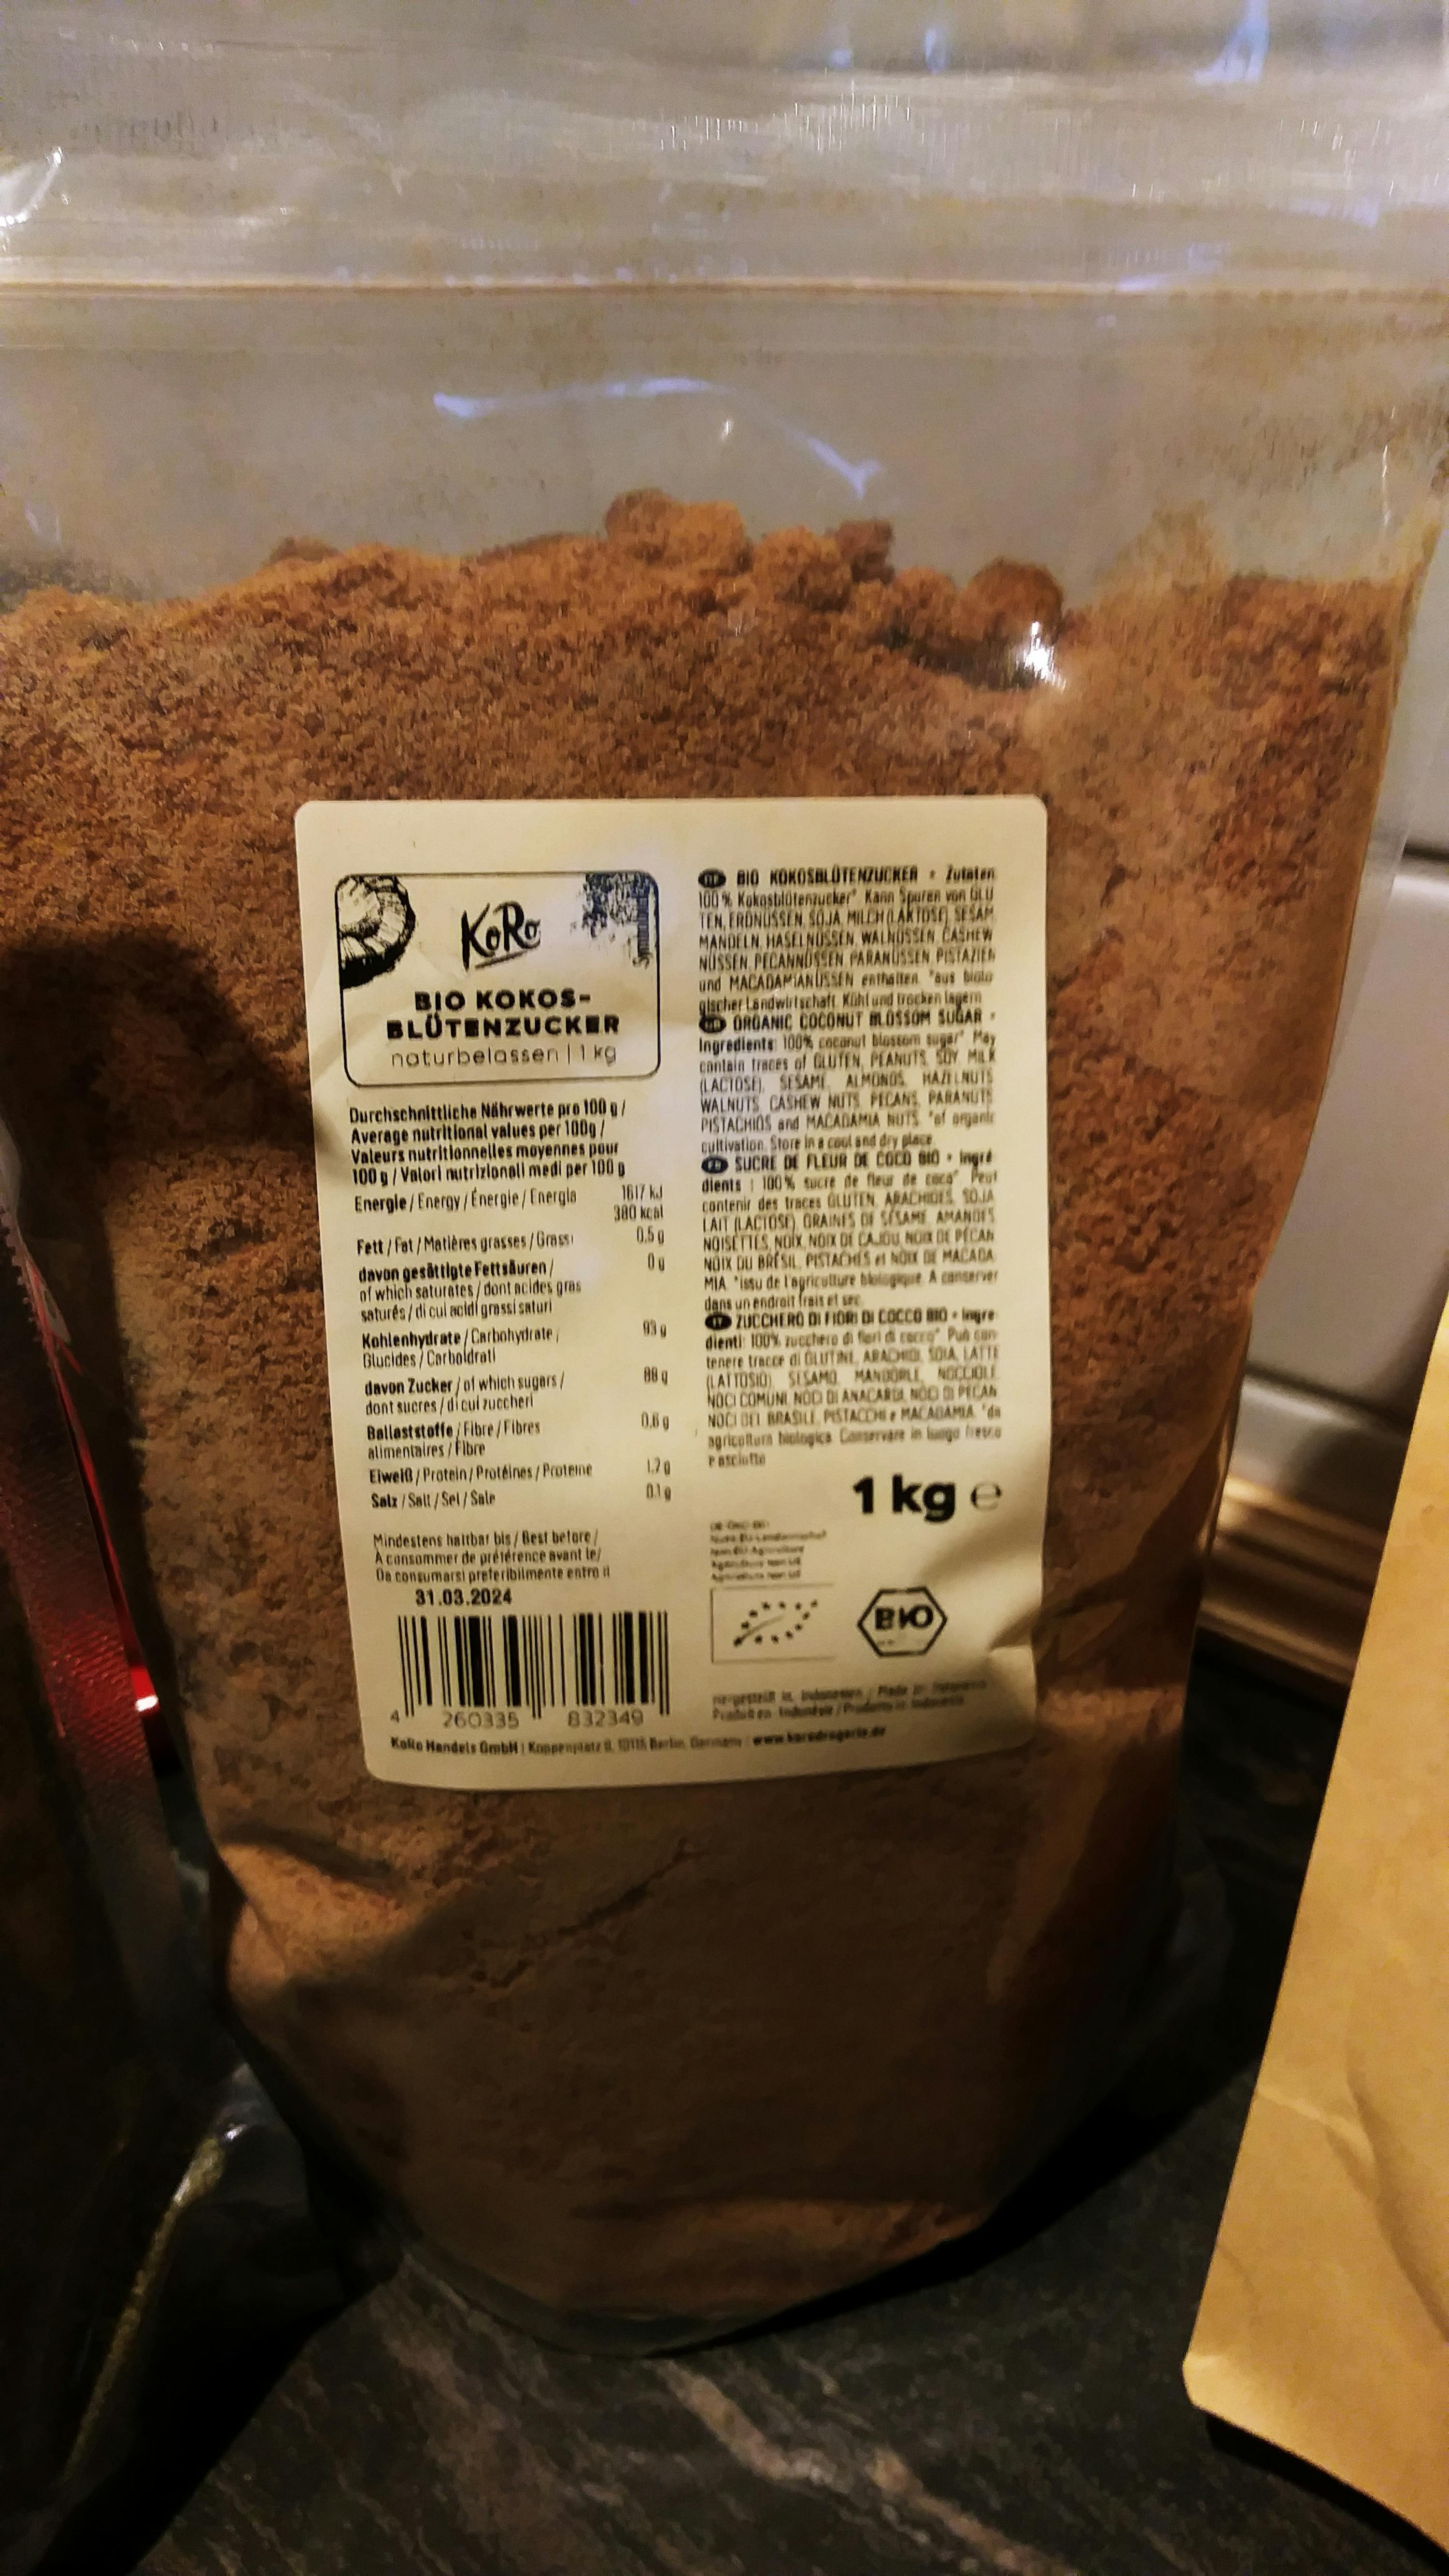 KoRo
BIO KOKOS-
BLÜTENZUCKER
naturbelassen | 1 kg
Durchschnittliche Nährwerte pro 100 g /
Average nutritional values per 100g /
Valeurs nutritionnelles moyennes pour
100 g / Valori nutrizionali medi per 100 g
Energie / Energy / Énergie / Energia 1617 kJ
380 kcal
Fett / Fat / Matières grasses / Grassi 0,5 g
davon gesättigte Fettsäuren / 0 g
of which saturates / dont acides gras
saturés / di cui acidi grassi saturi
Kohlenhydrate / Carbohydrate / 93 g
Glucides / Carboidrati
davon Zucker / of which sugars / 88 g
dont sucres / di cui zuccheri
Ballaststoffe / Fibre / Fibres 0,6 g
alimentaires / Fibre
Eiweiß / Protein / Protéines / Proteine 1,2 g
Salz / Salt / Sel / Sale 0,1 g
Mindestens haltbar bis / Best before /
À consommer de préférence avant le/
Da consumarsi preferibilmente entro il
31.03.2024
4 260335 832349
KoRo Handels GmbH | Koppenplatz 9, 10115 Berlin, Germany | www.korodrogerie.de
DE BIO KOKOSBLÜTENZUCKER • Zutaten
100 % Kokosblütenzucker* Kann Spuren von GLU
TEN, ERDNÜSSEN, SOJA, MILCH (LAKTOSE), SESAM,
MANDELN, HASELNÜSSEN, WALNÜSSEN, CASHEW
NÜSSEN, PECANNÜSSEN, PARANÜSSEN, PISTAZIEN
und MACADAMIANÜSSEN enthalten. *aus biolo
gischer Landwirtschaft. Kühl und trocken lagern
ORGANIC COCONUT BLOSSOM SUGAR •
Ingredients: 100% coconut blossom sugar* May
contain traces of GLUTEN, PEANUTS, SOY, MILK
(LACTOSE), SESAME, ALMONDS, HAZELNUTS
WALNUTS, CASHEW NUTS, PECANS, PARANUTS
PISTACHIOS and MACADAMIA NUTS. *of organic
cultivation. Store in a cool and dry place.
SUCRE DE FLEUR DE COCO BIO • Ingré
dients : 100% sucre de fleur de coco* Peut
contenir des traces GLUTEN, ARACHIDES, SOJA
LAIT (LACTOSE), GRAINES DE SÉSAME, AMANDES
NOISETTES, NOIX, NOIX DE CAJOU, NOIX DE PÉCAN
NOIX DU BRÉSIL, PISTACHES et NOIX DE MACADA
MIA. *issu de l'agriculture biologique. À conserver
dans un endroit frais et sec.
IT ZUCCHERO DI FIORI DI COCCO BIO • Ingre
dienti: 100% zucchero di fiori di cocco*. Può con
tenere tracce di GLUTINE, ARACHIDI, SOIA, LATTE
(LATTOSIO), SESAMO, MANDORLE, NOCCIOLE
NOCI COMUNI, NOCI DI ANACARDI, NOCI DI PECAN
NOCI DEL BRASILE, PISTACCHI e MACADAMIA. *da
agricoltura biologica. Conservare in luogo fresco
e asciutto
1 kg e
BIO